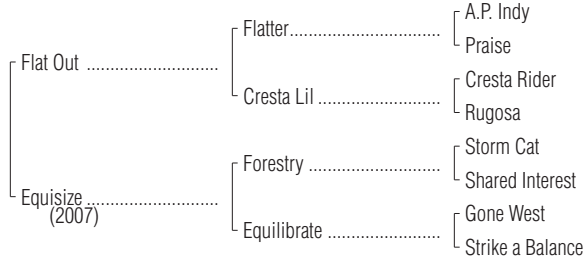 A.P. Indy
Flatter
Praise
Flat Out
Cresta Rider
Cresta Lil
Rugosa
Storm Cat
Forestry
Shared Interest
Equisize
(2007)
Gone West
Equilibrate
Strike a Balance